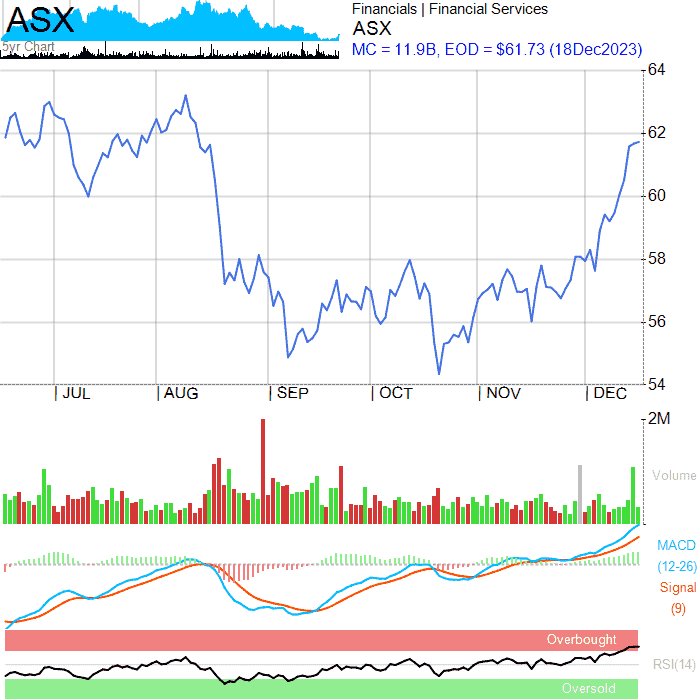 ASX
5yr Chart
Financials | Financial Services
ASX
MC = 11.9B, EOD = $61.73 (18Dec2023)
64
62
60
58
56
54
| JUL | AUG | SEP | OCT | NOV | DEC
2M
Volume
MACD
(12-26)
Signal
(9)
Overbought
RSI(14)
Oversold